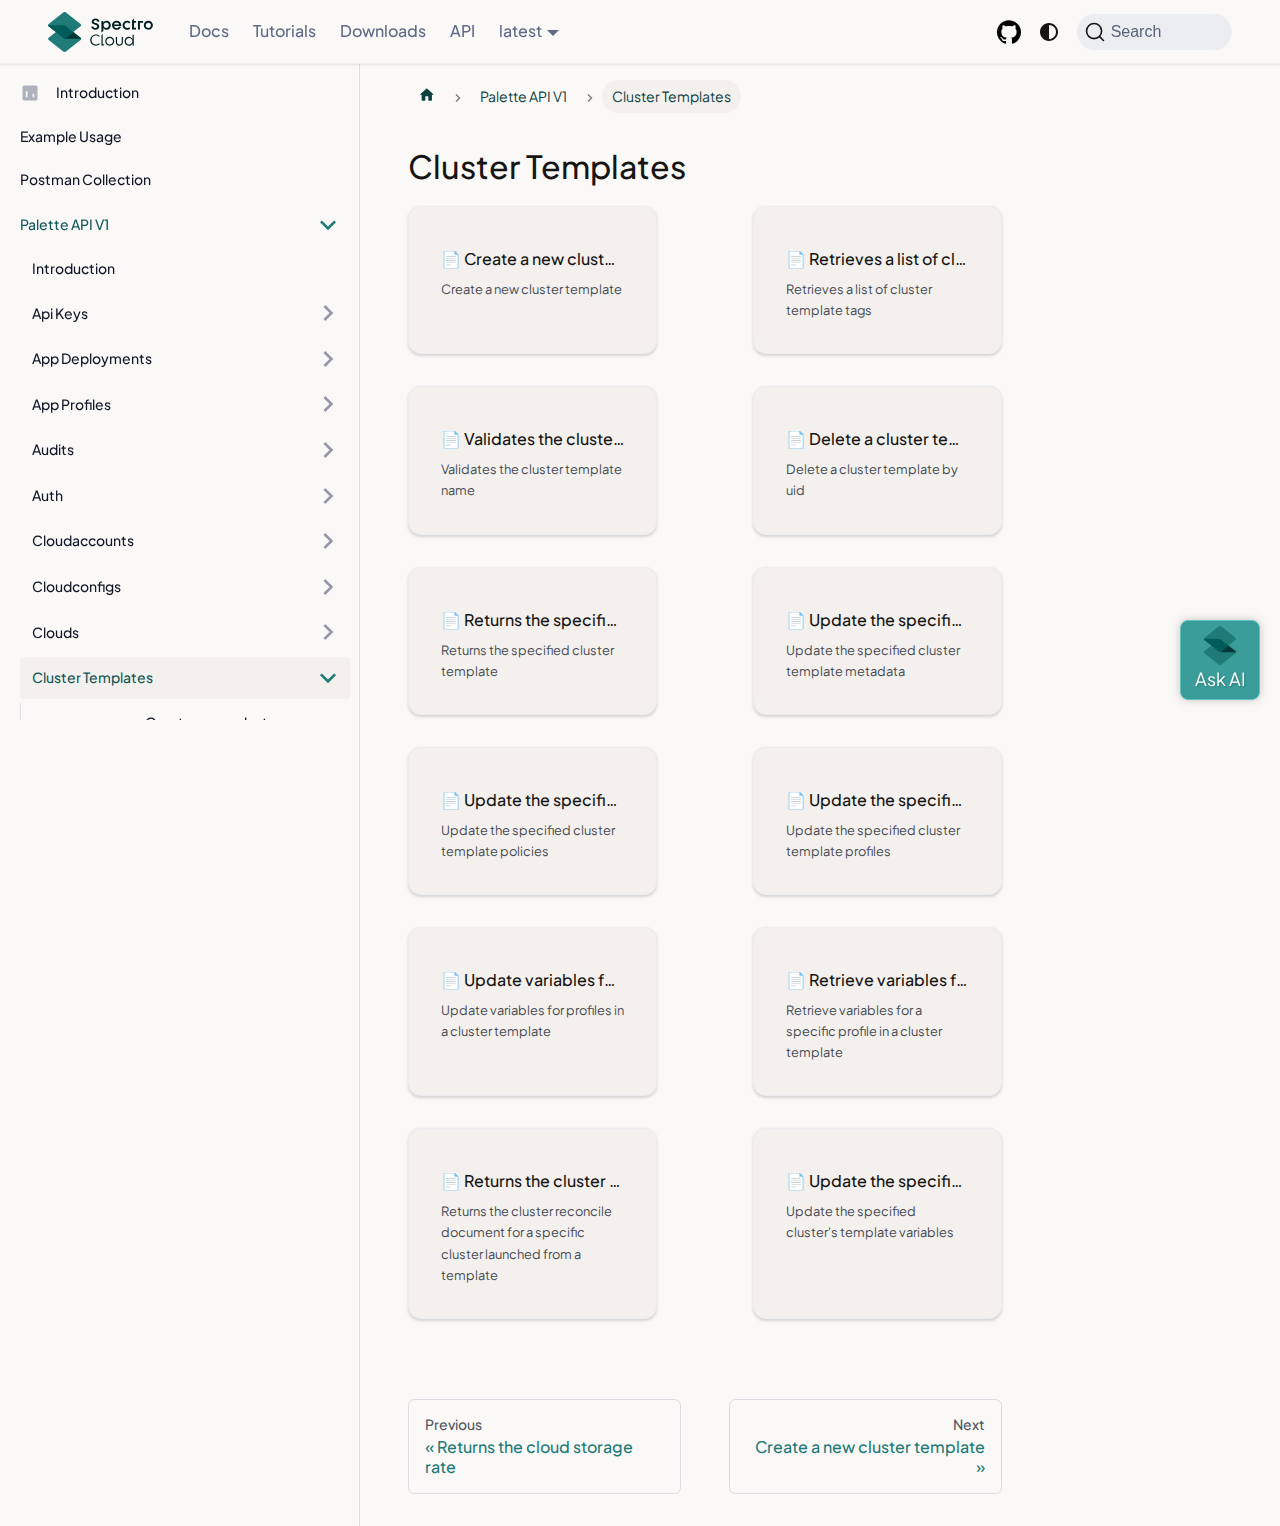 Spectro Cloud
Docs
Tutorials
Downloads
API
latest
Search
Introduction
Example Usage
Postman Collection
Palette API V1
Introduction
Api Keys
App Deployments
App Profiles
Audits
Auth
Cloudaccounts
Cloudconfigs
Clouds
Cluster Templates
Palette API V1
Cluster Templates
Cluster Templates
Create a new clust…
Create a new cluster template
Retrieves a list of cl…
Retrieves a list of cluster
template tags
Validates the cluste…
Validates the cluster template
name
Delete a cluster te…
Delete a cluster template by
uid
Returns the specifi…
Returns the specified cluster
template
Update the specifi…
Update the specified cluster
template metadata
Update the specifi…
Update the specified cluster
template policies
Update the specifi…
Update the specified cluster
template profiles
Update variables f…
Update variables for profiles in
a cluster template
Retrieve variables f…
Retrieve variables for a
specific profile in a cluster
template
Returns the cluster …
Returns the cluster reconcile
document for a specific
cluster launched from a
template
Update the specifi…
Update the specified
cluster's template variables
Previous
« Returns the cloud storage
rate
Next
Create a new cluster template
»
Ask AI